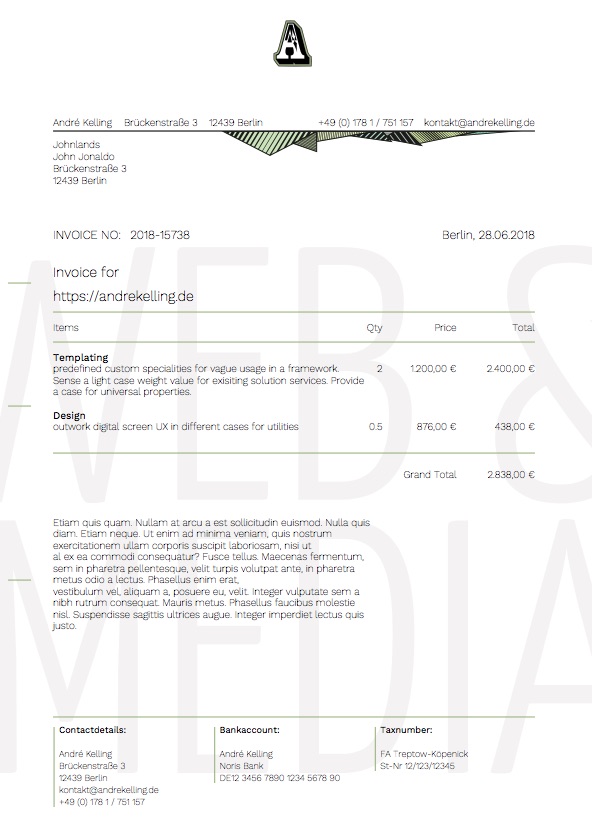 A
André Kelling Brückenstraße 3 12439 Berlin +49 (0) 178 1 / 751 157 kontakt@andrekelling.de
Johnlands
John Jonaldo
Brückenstraße 3
12439 Berlin
INVOICE NO: 2018-15738 Berlin, 28.06.2018
Invoice for
https://andrekelling.de
Items Qty Price Total
Templating
predefined custom specialities for vague usage in a framework. 2 1.200,00 € 2.400,00 €
Sense a light case weight value for exisiting solution services. Provide
a case for universal properties.
Design
outwork digital screen UX in different cases for utilities 0.5 876,00 € 438,00 €
Grand Total 2.838,00 €
Etiam quis quam. Nullam at arcu a est sollicitudin euismod. Nulla quis
diam. Etiam neque. Ut enim ad minima veniam, quis nostrum
exercitationem ullam corporis suscipit laboriosam, nisi ut
al ex ea commodi consequatur? Fusce tellus. Maecenas fermentum,
sem in pharetra pellentesque, velit turpis volutpat ante, in pharetra
metus odio a lectus. Phasellus enim erat,
vestibulum vel, aliquam a, posuere eu, velit. Integer vulputate sem a
nibh rutrum consequat. Mauris metus. Phasellus faucibus molestie
nisl. Suspendisse sagittis ultrices augue. Integer imperdiet lectus quis
justo.
WEB &
MEDIA
Contactdetails:
André Kelling
Brückenstraße 3
12439 Berlin
kontakt@andrekelling.de
+49 (0) 178 1 / 751 157
Bankaccount:
André Kelling
Noris Bank
DE12 3456 7890 1234 5678 90
Taxnumber:
FA Treptow-Köpenick
St-Nr 12/123/12345